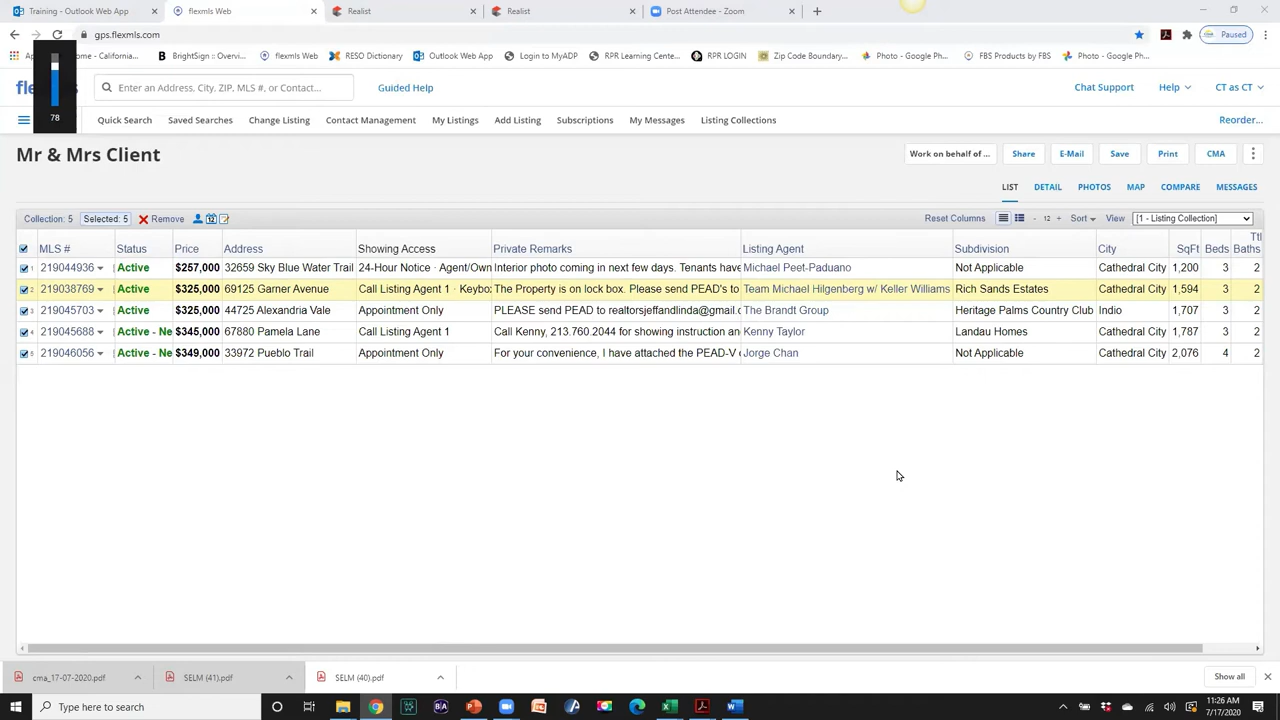 Training - Outlook Web App
flexmls Web
Realist
Realist
Post Attendee - Zoom
gps.flexmls.com
Paused
ome - California...
BrightSign :: Overvi...
flexmls Web
RESO Dictionary
Outlook Web App
Login to MyADP
RPR Learning Cente...
RPR LOGIN
Zip Code Boundary...
Photo - Google Ph...
FBS Products by FBS
Photo - Google Ph...
78
Enter an Address, City, ZIP, MLS #, or Contact...
Guided Help
Chat Support
Help
CT as CT
Quick Search
Saved Searches
Change Listing
Contact Management
My Listings
Add Listing
Subscriptions
My Messages
Listing Collections
Reorder...
Mr & Mrs Client
Work on behalf of ...
Share
E-Mail
Save
Print
CMA
LIST
DETAIL
PHOTOS
MAP
COMPARE
MESSAGES
Collection: 5
Selected: 5
Remove
Reset Columns
- 12 +
Sort
View
[1 - Listing Collection]
MLS # Status Price Address Showing Access Private Remarks Listing Agent Subdivision City SqFt Beds Ttl Baths
1 219044936 Active $257,000 32659 Sky Blue Water Trail 24-Hour Notice · Agent/Own Interior photo coming in next few days. Tenants have Michael Peet-Paduano Not Applicable Cathedral City 1,200 3 2
2 219038769 Active $325,000 69125 Garner Avenue Call Listing Agent 1 · Keybo: The Property is on lock box. Please send PEAD's to Team Michael Hilgenberg w/ Keller Williams Rich Sands Estates Cathedral City 1,594 3 2
3 219045703 Active $325,000 44725 Alexandria Vale Appointment Only PLEASE send PEAD to realtorsjeffandlinda@gmail. The Brandt Group Heritage Palms Country Club Indio 1,707 3 2
4 219045688 Active - Ne $345,000 67880 Pamela Lane Call Listing Agent 1 Call Kenny, 213.760.2044 for showing instruction an Kenny Taylor Landau Homes Cathedral City 1,787 3 2
5 219046056 Active - Ne $349,000 33972 Pueblo Trail Appointment Only For your convenience, I have attached the PEAD-V Jorge Chan Not Applicable Cathedral City 2,076 4 2
cma_17-07-2020.pdf
SELM (41).pdf
SELM (40).pdf
Show all
Type here to search
11:26 AM
7/17/2020